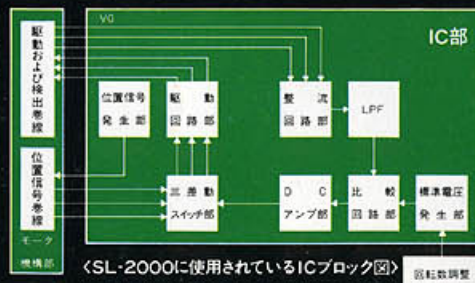 VG
IC部
駆動および検出巻線
位置信号巻線
モータ
機構部
位置信号
発生部
駆動
回路部
整流
回路部
LPF
三差動
スイッチ部
DC
アンプ部
比較
回路部
標準電圧
発生部
〈SL-2000に使用されているICブロック図〉
回転数調整